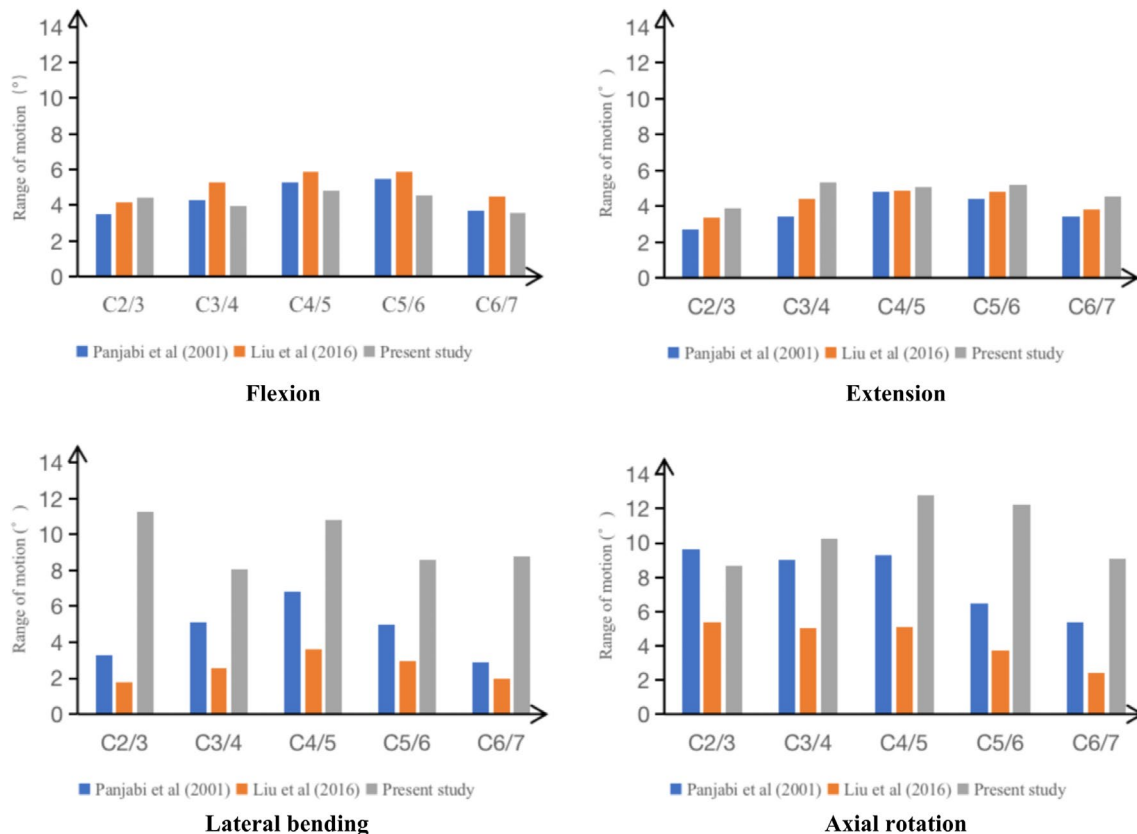 14
12
10
8
6
4
2
0
Range of motion (°)
C2/3 C3/4 C4/5 C5/6 C6/7
Panjabi et al (2001) Liu et al (2016) Present study
Flexion
14
12
10
8
6
4
2
0
Range of motion (°)
C2/3 C3/4 C4/5 C5/6 C6/7
Panjabi et al (2001) Liu et al (2016) Present study
Extension
14
12
10
8
6
4
2
0
Range of motion (°)
C2/3 C3/4 C4/5 C5/6 C6/7
Panjabi et al (2001) Liu et al (2016) Present study
Lateral bending
14
12
10
8
6
4
2
0
Range of motion (°)
C2/3 C3/4 C4/5 C5/6 C6/7
Panjabi et al (2001) Liu et al (2016) Present study
Axial rotation